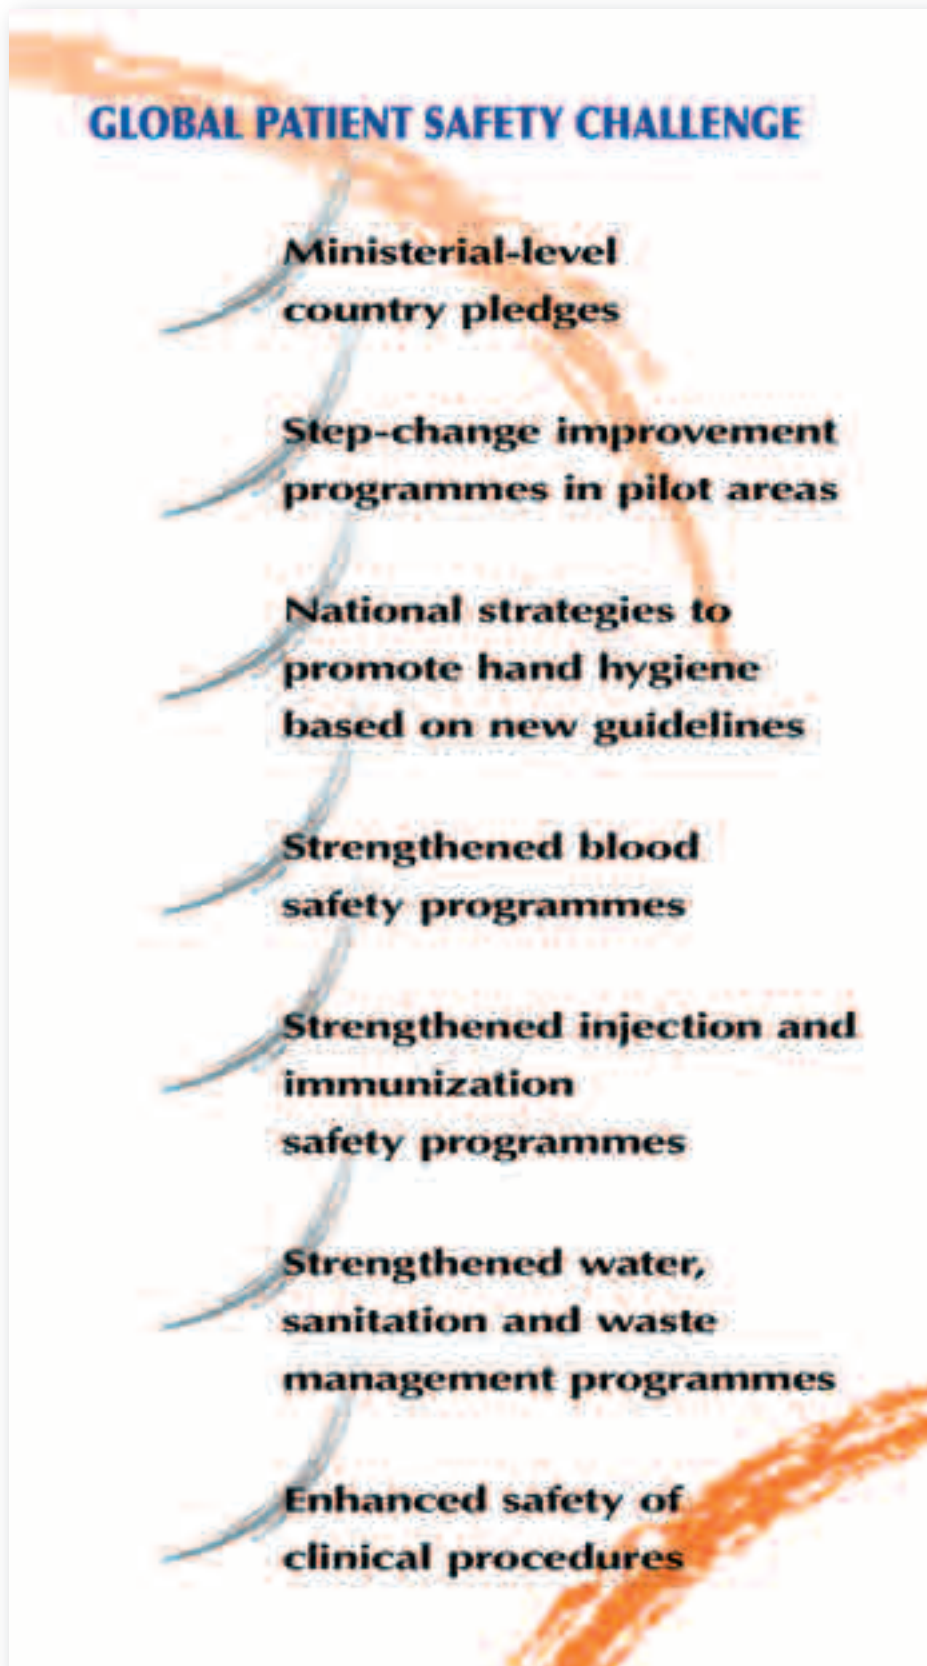 GLOBAL PATIENT SAFETY CHALLENGE
Ministerial-level
country pledges
Step-change improvement
programmes in pilot areas
National strategies to
promote hand hygiene
based on new guidelines
Strengthened blood
safety programmes
Strengthened injection and
immunization
safety programmes
Strengthened water,
sanitation and waste
management programmes
Enhanced safety of
clinical procedures